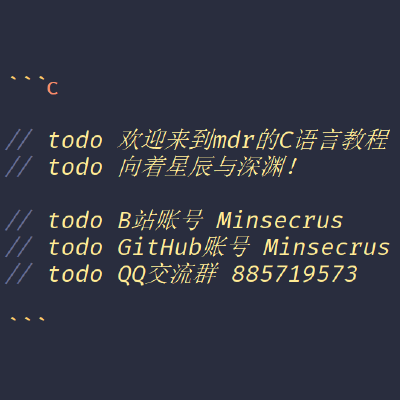 ```c
// todo 欢迎来到mdr的C语言教程
// todo 向着星辰与深渊!
// todo B站账号 Minsecrus
// todo GitHub账号 Minsecrus
// todo QQ交流群 885719573
```